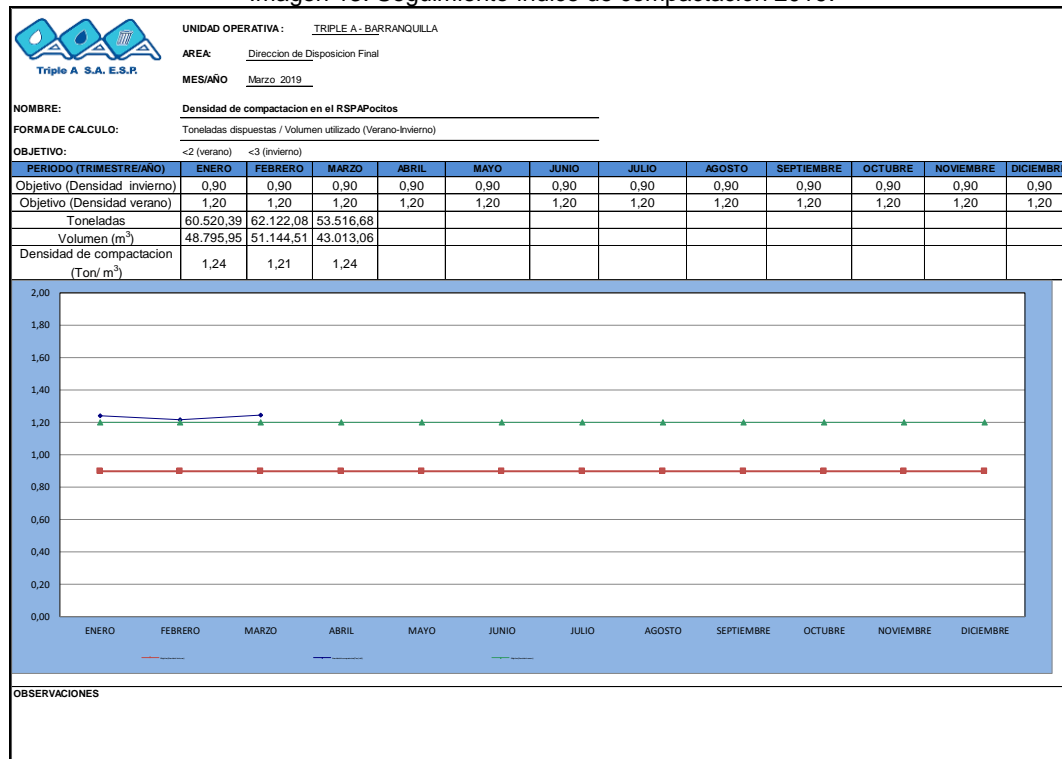 UNIDAD OPERATIVA : TRIPLE A - BARRANQUILLA
Triple A S.A. E.S.P.
AREA: Direccion de Disposicion Final
MES/AÑO Marzo 2019
NOMBRE: Densidad de compactacion en el RSPAPocitos
FORMA DE CALCULO: Toneladas dispuestas / Volumen utilizado (Verano-Invierno)
OBJETIVO: <2 (verano) <3 (invierno)
PERIODO (TRIMESTRE/AÑO) ENERO FEBRERO MARZO ABRIL MAYO JUNIO JULIO AGOSTO SEPTIEMBRE OCTUBRE NOVIEMBRE DICIEMBRE
Objetivo (Densidad invierno) 0,90 0,90 0,90 0,90 0,90 0,90 0,90 0,90 0,90 0,90 0,90 0,90
Objetivo (Densidad verano) 1,20 1,20 1,20 1,20 1,20 1,20 1,20 1,20 1,20 1,20 1,20 1,20
Toneladas 60.520,39 62.122,08 53.516,68
Volumen (m³) 48.795,95 51.144,51 43.013,06
Densidad de compactacion (Ton/ m³) 1,24 1,21 1,24
2,00
1,80
1,60
1,40
1,20
1,00
0,80
0,60
0,40
0,20
0,00
ENERO FEBRERO MARZO ABRIL MAYO JUNIO JULIO AGOSTO SEPTIEMBRE OCTUBRE NOVIEMBRE DICIEMBRE
OBSERVACIONES